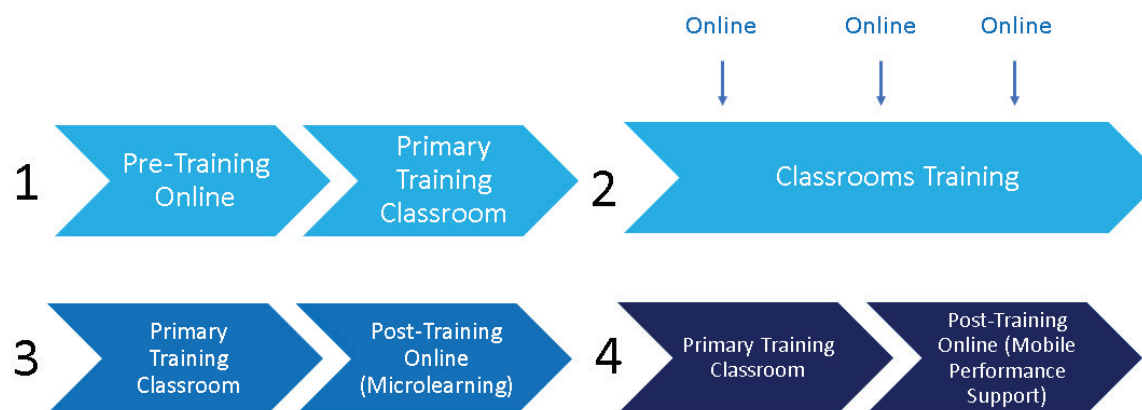 Online Online Online
1
Pre-Training
Online
Primary
Training
Classroom
2
Classrooms Training
3
Primary
Training
Classroom
Post-Training
Online
(Microlearning)
4
Primary Training
Classroom
Post-Training
Online (Mobile
Performance
Support)